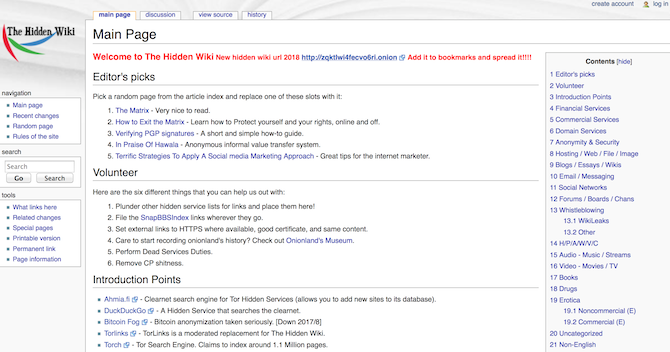 create account log in
main page discussion view source history
The Hidden Wiki
Main Page
Welcome to The Hidden Wiki New hidden wiki url 2018 http://zqktlwi4fecvo6ri.onion Add it to bookmarks and spread it!!!!
Editor's picks
Pick a random page from the article index and replace one of these slots with it:
1. The Matrix - Very nice to read.
2. How to Exit the Matrix - Learn how to Protect yourself and your rights, online and off.
3. Verifying PGP signatures - A short and simple how-to guide.
4. In Praise Of Hawala - Anonymous informal value transfer system.
5. Terrific Strategies To Apply A Social media Marketing Approach - Great tips for the internet marketer.
Volunteer
Here are the six different things that you can help us out with:
1. Plunder other hidden service lists for links and place them here!
2. File the SnapBBSIndex links wherever they go.
3. Set external links to HTTPS where available, good certificate, and same content.
4. Care to start recording onionland's history? Check out Onionland's Museum.
5. Perform Dead Services Duties.
6. Remove CP shitness.
Introduction Points
Ahmia.fi - Clearnet search engine for Tor Hidden Services (allows you to add new sites to its database).
DuckDuckGo - A Hidden Service that searches the clearnet.
Bitcoin Fog - Bitcoin anonymization taken seriously. [Down 2017/8]
Torlinks - TorLinks is a moderated replacement for The Hidden Wiki.
Torch - Tor Search Engine. Claims to index around 1.1 Million pages.
navigation
Main page
Recent changes
Random page
Rules of the site
search
Search
Go Search
tools
What links here
Related changes
Special pages
Printable version
Permanent link
Page information
Contents [hide]
1 Editor's picks
2 Volunteer
3 Introduction Points
4 Financial Services
5 Commercial Services
6 Domain Services
7 Anonymity & Security
8 Hosting / Web / File / Image
9 Blogs / Essays / Wikis
10 Email / Messaging
11 Social Networks
12 Forums / Boards / Chans
13 Whistleblowing
13.1 WikiLeaks
13.2 Other
14 H/P/A/W/V/C
15 Audio - Music / Streams
16 Video - Movies / TV
17 Books
18 Drugs
19 Erotica
19.1 Noncommercial (E)
19.2 Commercial (E)
20 Uncategorized
21 Non-English